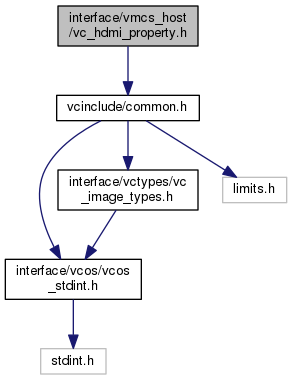 interface/vmcs_host
/vc_hdmi_property.h
vcinclude/common.h
interface/vctypes/vc
_image_types.h
limits.h
interface/vcos/vcos
_stdint.h
stdint.h